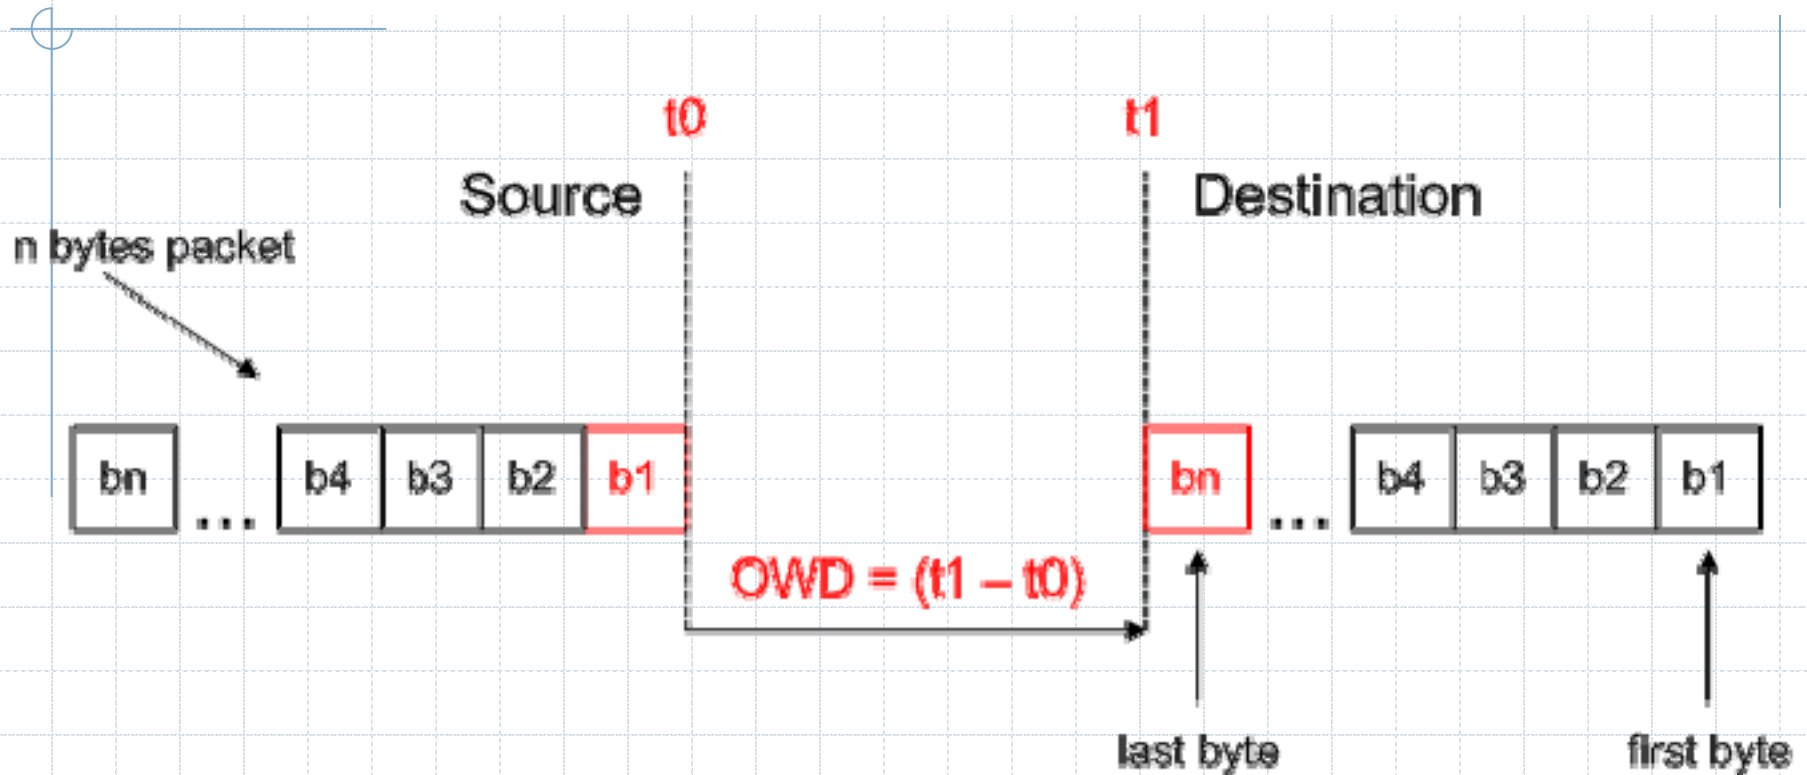 t0
t1
Source
Destination
n bytes packet
bn
...
b4
b3
b2
b1
bn
...
b4
b3
b2
b1
OWD = (t1 – t0)
last byte
first byte